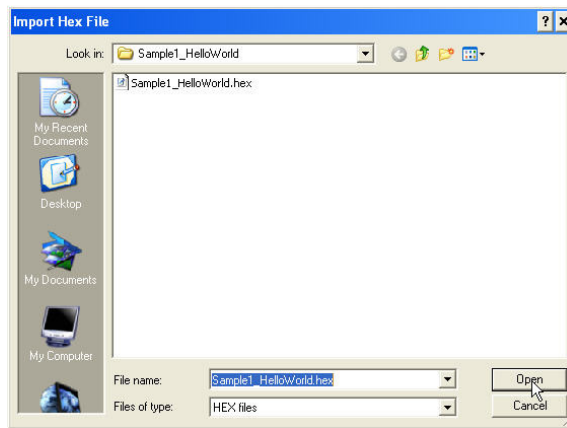 Import Hex File
Look in: Sample1_HelloWorld
Sample1_HelloWorld.hex
My Recent
Documents
Desktop
My Documents
My Computer
File name: Sample1_HelloWorld.hex Open
Files of type: HEX files Cancel